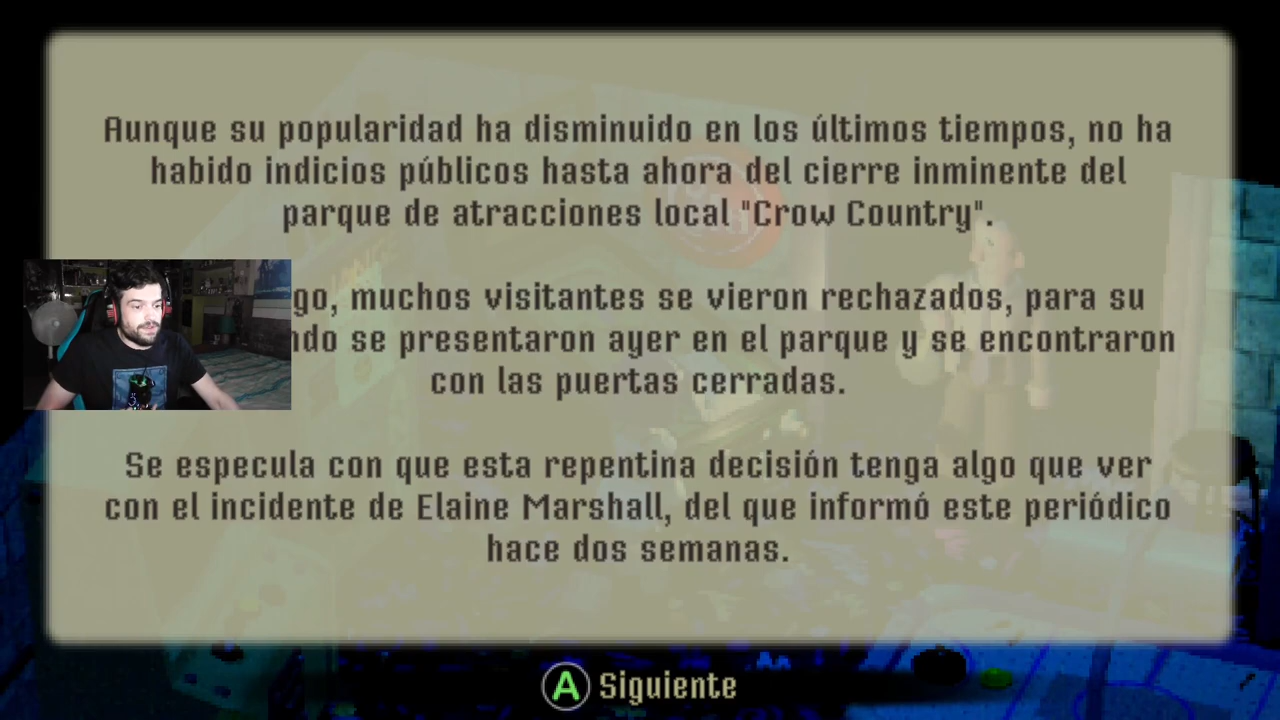 Aunque su popularidad ha disminuido en los últimos tiempos, no ha
habido indicios públicos hasta ahora del cierre inminente del
parque de atracciones local "Crow Country".
go, muchos visitantes se vieron rechazados, para su
ndo se presentaron ayer en el parque y se encontraron
con las puertas cerradas.
Se especula con que esta repentina decisión tenga algo que ver
con el incidente de Elaine Marshall, del que informó este periódico
hace dos semanas.
A Siguiente